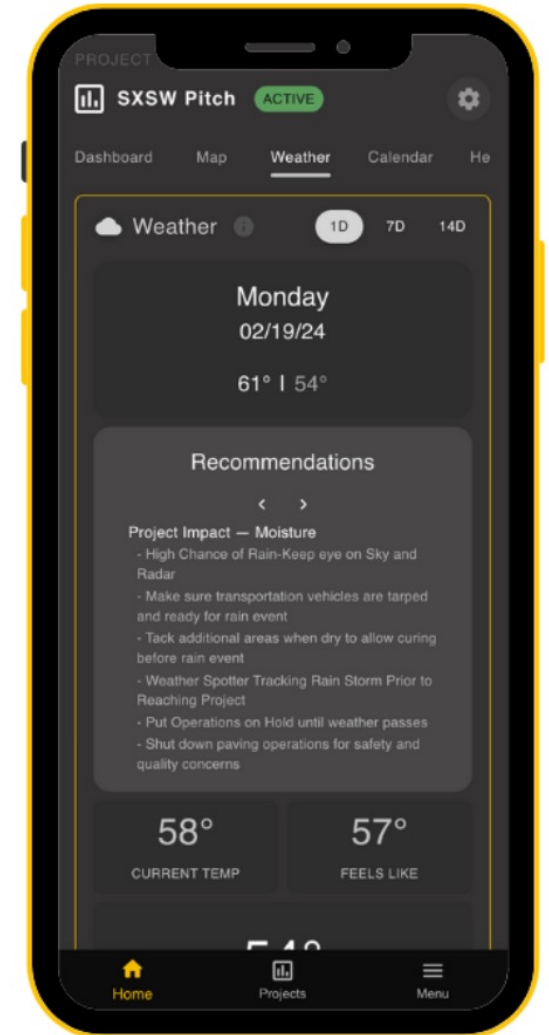 PROJECT
SXSW Pitch ACTIVE
Dashboard Map Weather Calendar He
Weather 1D 7D 14D
Monday
02/19/24
61° | 54°
Recommendations
< >
Project Impact — Moisture
- High Chance of Rain-Keep eye on Sky and
Radar
- Make sure transportation vehicles are tarped
and ready for rain event
- Tack additional areas when dry to allow curing
before rain event
- Weather Spotter Tracking Rain Storm Prior to
Reaching Project
- Put Operations on Hold until weather passes
- Shut down paving operations for safety and
quality concerns
58° 57°
CURRENT TEMP FEELS LIKE
Home Projects Menu